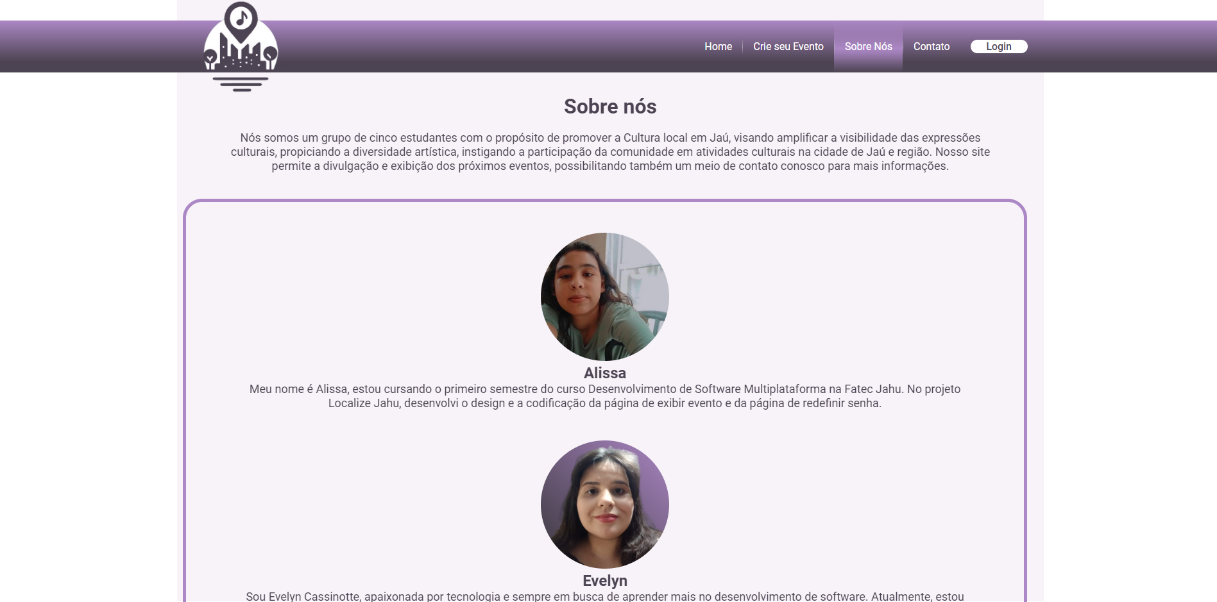 Home
Crie seu Evento
Sobre Nós
Contato
Login
Sobre nós
Nós somos um grupo de cinco estudantes com o propósito de promover a Cultura local em Jaú, visando amplificar a visibilidade das expressões
culturais, propiciando a diversidade artística, instigando a participação da comunidade em atividades culturais na cidade de Jaú e região. Nosso site
permite a divulgação e exibição dos próximos eventos, possibilitando também um meio de contato conosco para mais informações.
Alissa
Meu nome é Alissa, estou cursando o primeiro semestre do curso Desenvolvimento de Software Multiplataforma na Fatec Jahu. No projeto
Localize Jahu, desenvolvi o design e a codificação da página de exibir evento e da página de redefinir senha.
Evelyn
Sou Evelyn Cassinotte, apaixonada por tecnologia e sempre em busca de aprender mais no desenvolvimento de software. Atualmente, estou